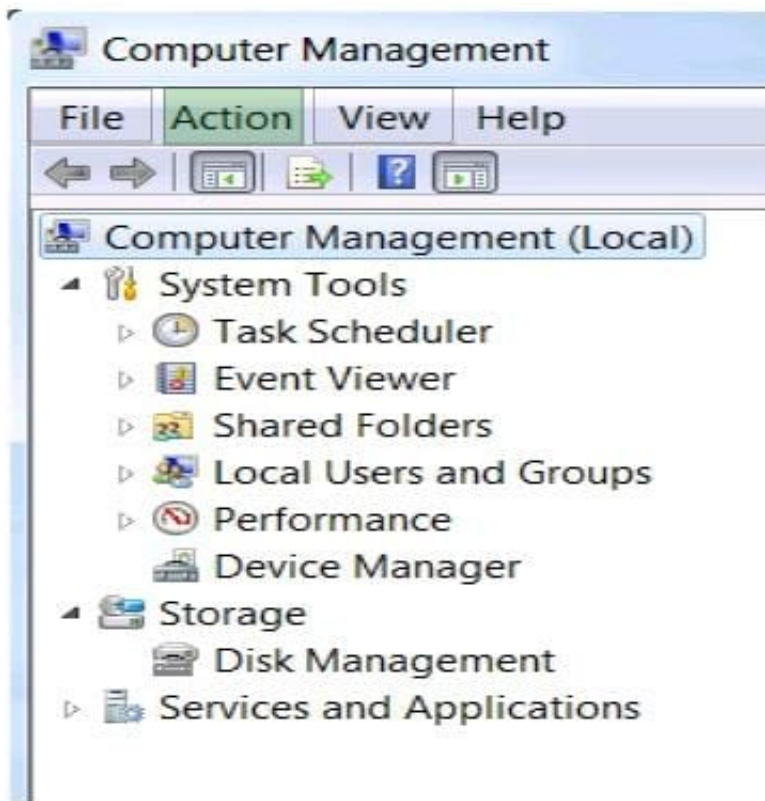 Computer Management
File Action View Help
Computer Management (Local)
System Tools
Task Scheduler
Event Viewer
Shared Folders
Local Users and Groups
Performance
Device Manager
Storage
Disk Management
Services and Applications